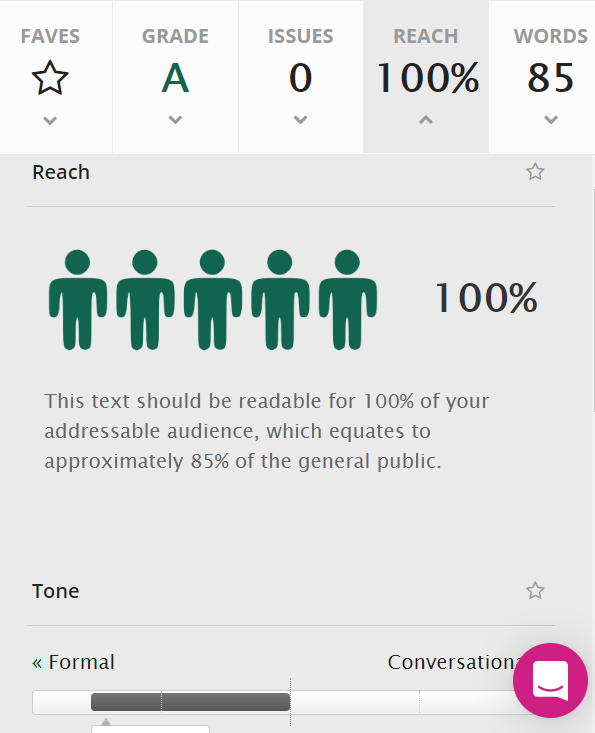 FAVES GRADE ISSUES REACH WORDS
A 0 100% 85
Reach
100%
This text should be readable for 100% of your
addressable audience, which equates to
approximately 85% of the general public.
Tone
« Formal Conversationa